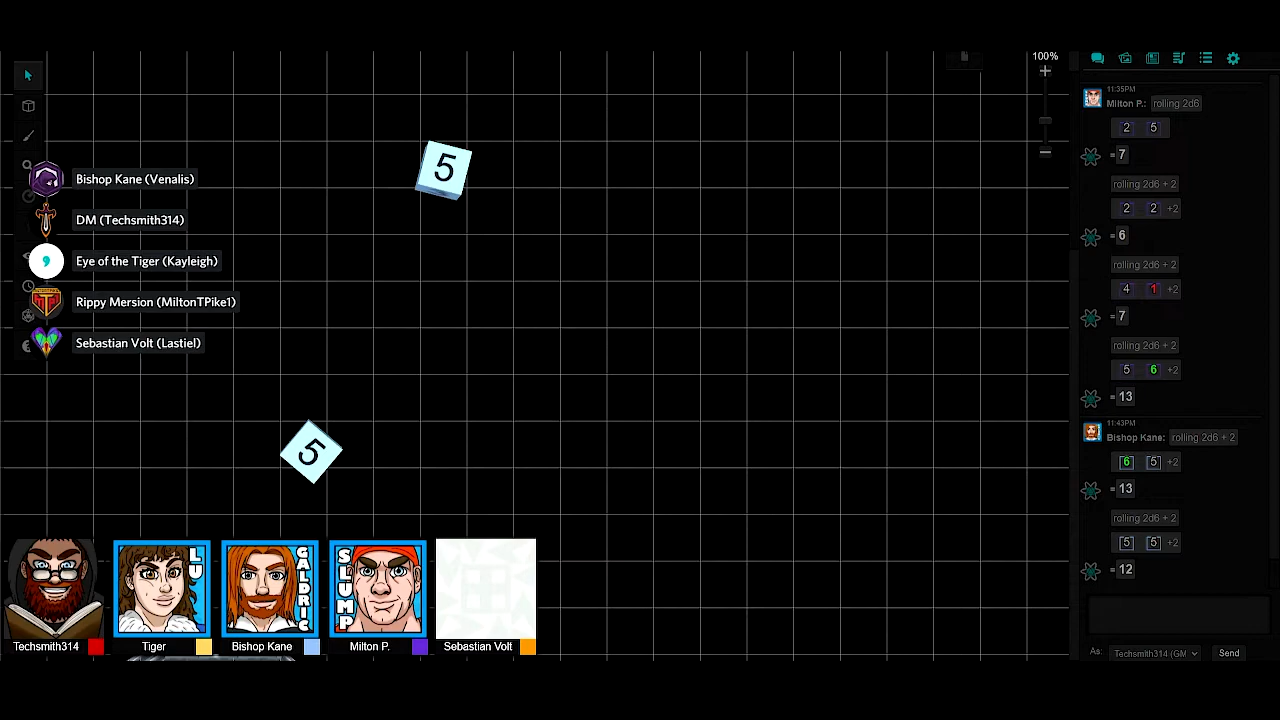 100%
5
5
Bishop Kane (Venalis)
DM (Techsmith314)
Eye of the Tiger (Kayleigh)
Rippy Mersion (MiltonTPike1)
Sebastian Volt (Lastiel)
LU
CALDRIC
SLUMP
Techsmith314
Tiger
Bishop Kane
Milton P.
Sebastian Volt
11:35PM
Milton P.: rolling 2d6
2 5
=7
rolling 2d6 + 2
2 2 +2
=6
rolling 2d6 + 2
4 1 +2
=7
rolling 2d6 + 2
5 6 +2
=13
11:43PM
Bishop Kane: rolling 2d6 + 2
6 5 +2
=13
rolling 2d6 + 2
5 5 +2
=12
As: Techsmith314 (GM Send